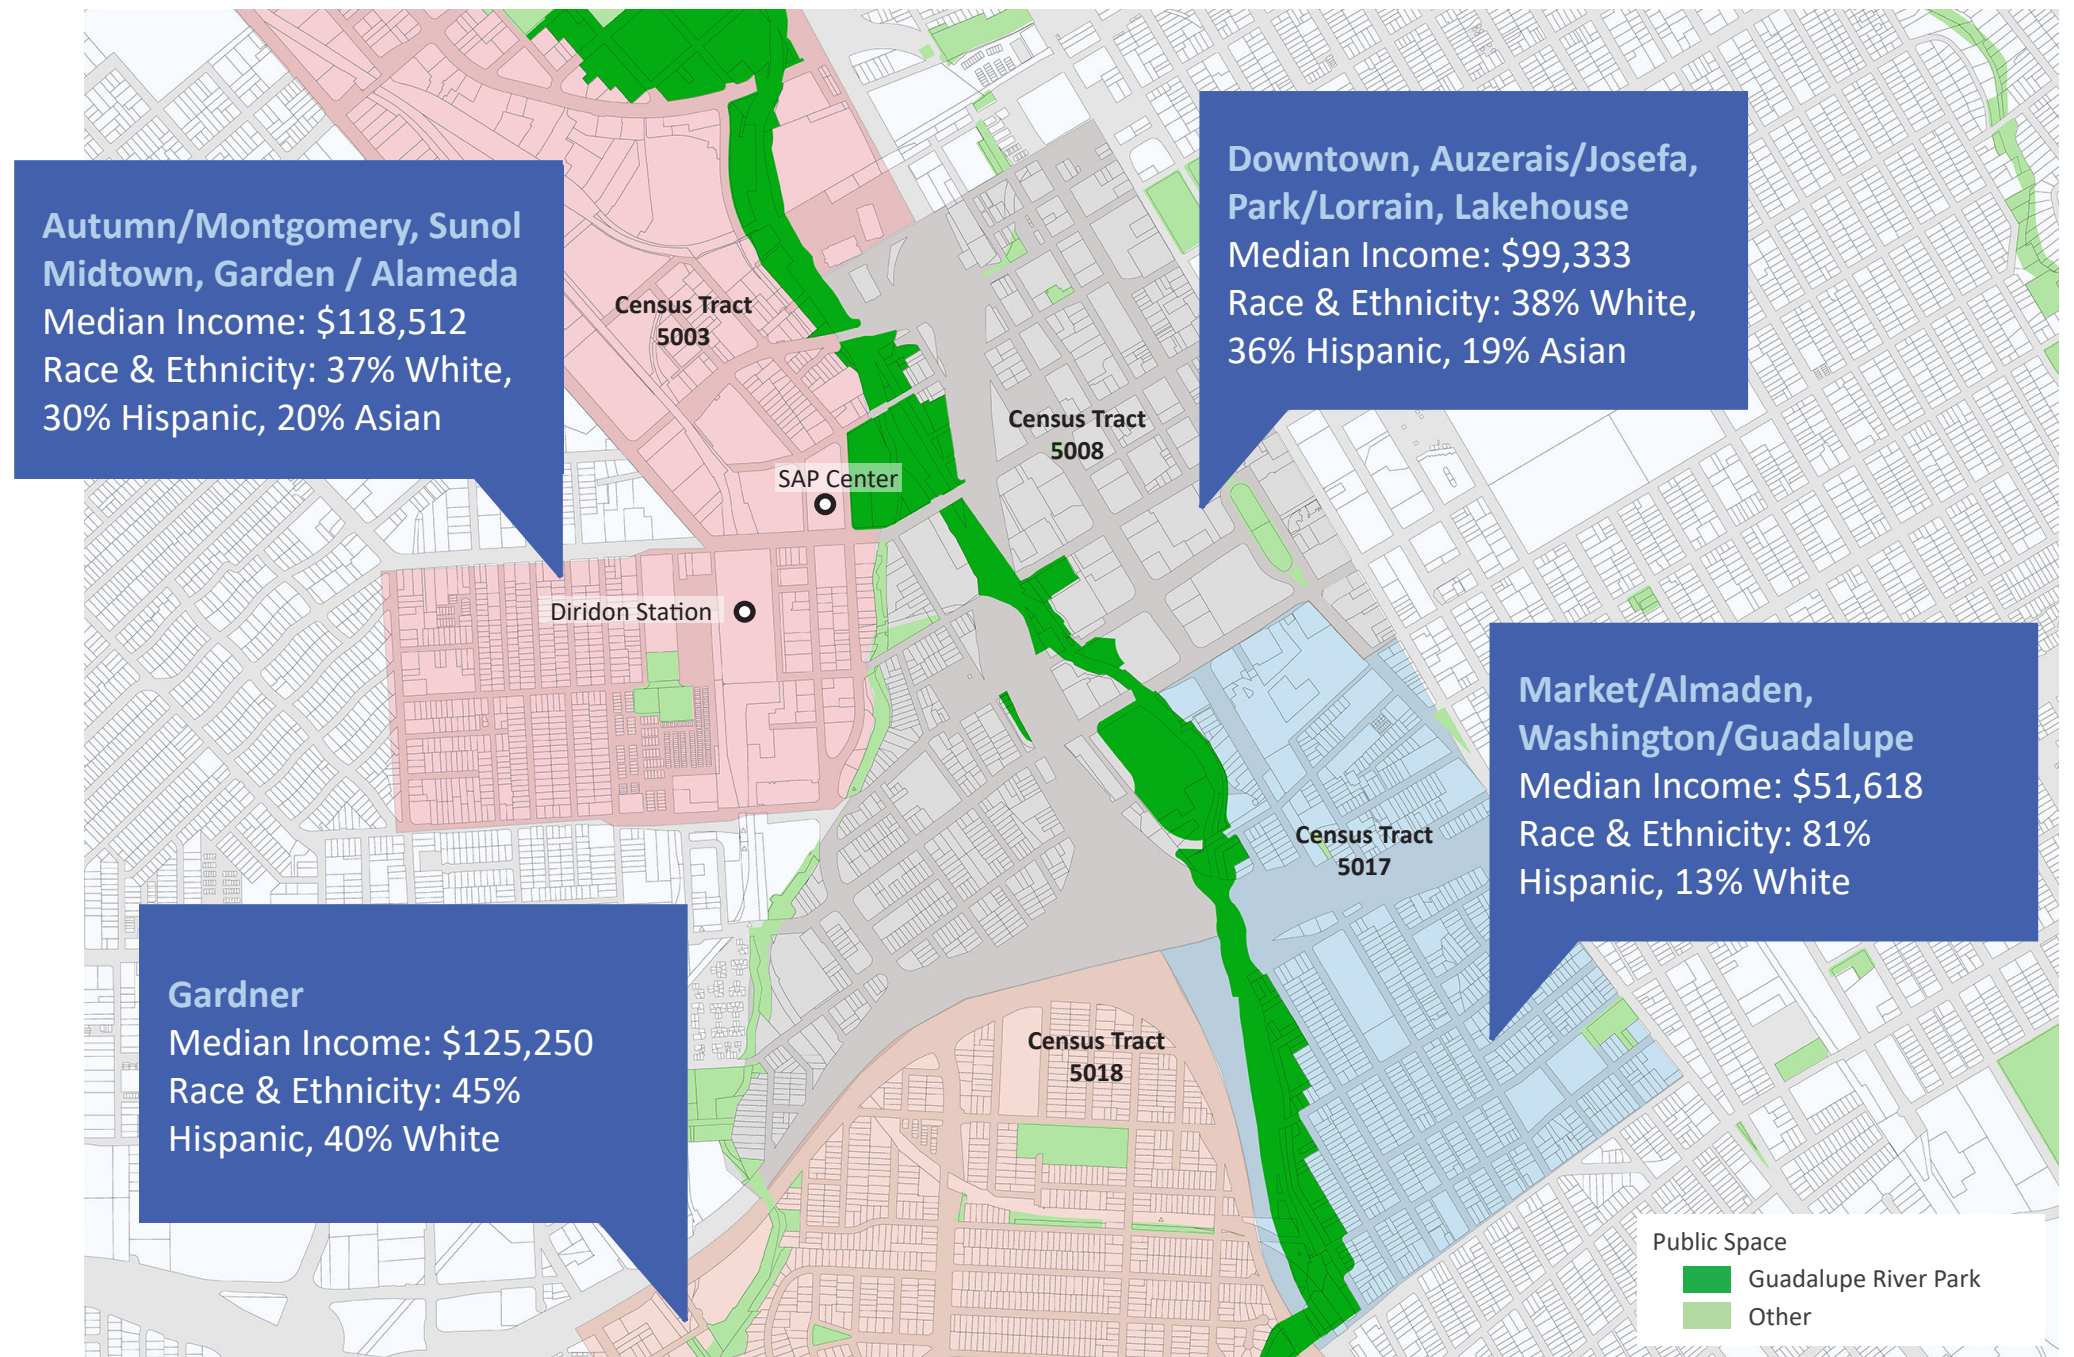 Autumn/Montgomery, Sunol
Midtown, Garden / Alameda
Median Income: $118,512
Race & Ethnicity: 37% White,
30% Hispanic, 20% Asian
Downtown, Auzerais/Josefa,
Park/Lorrain, Lakehouse
Median Income: $99,333
Race & Ethnicity: 38% White,
36% Hispanic, 19% Asian
Census Tract
5003
Census Tract
5008
SAP Center
Diridon Station
Market/Almaden,
Washington/Guadalupe
Median Income: $51,618
Race & Ethnicity: 81%
Hispanic, 13% White
Census Tract
5017
Gardner
Median Income: $125,250
Race & Ethnicity: 45%
Hispanic, 40% White
Census Tract
5018
Public Space
Guadalupe River Park
Other